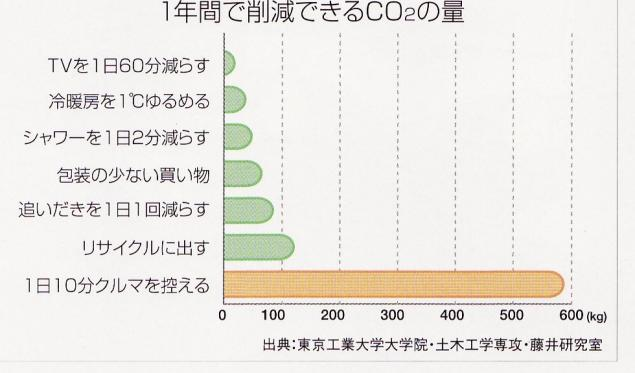 1年間で削減できるCO2の量
TVを1日60分減らす
冷暖房を1℃ゆるめる
シャワーを1日2分減らす
包装の少ない買い物
追いだきを1日1回減らす
リサイクルに出す
1日10分クルマを控える
0 100 200 300 400 500 600 (kg)
出典:東京工業大学大学院・土木工学専攻・藤井研究室